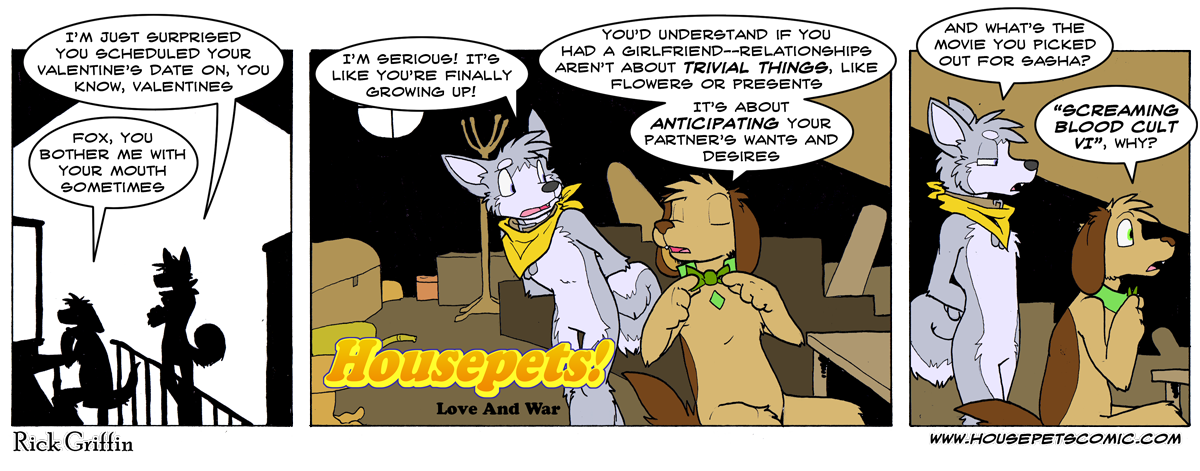 I'M JUST SURPRISED
YOU SCHEDULED YOUR
VALENTINE'S DATE ON, YOU
KNOW, VALENTINES
FOX, YOU
BOTHER ME WITH
YOUR MOUTH
SOMETIMES
I'M SERIOUS! IT'S
LIKE YOU'RE FINALLY
GROWING UP!
YOU'D UNDERSTAND IF YOU
HAD A GIRLFRIEND--RELATIONSHIPS
AREN'T ABOUT TRIVIAL THINGS, LIKE
FLOWERS OR PRESENTS
IT'S ABOUT
ANTICIPATING YOUR
PARTNER'S WANTS AND
DESIRES
Housepets!
Love And War
AND WHAT'S THE
MOVIE YOU PICKED
OUT FOR SASHA?
"SCREAMING
BLOOD CULT
VI", WHY?
Rick Griffin
WWW.HOUSEPETSCOMIC.COM